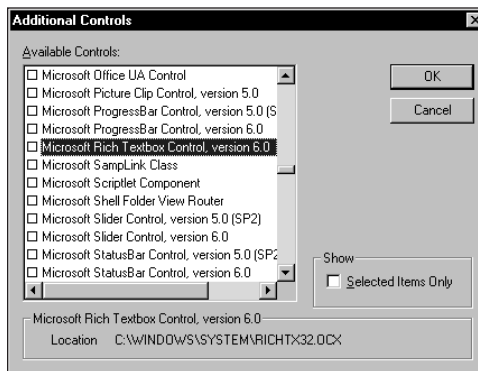 Additional Controls
Available Controls:
Microsoft Office UA Control
Microsoft Picture Clip Control, version 5.0
Microsoft ProgressBar Control, version 5.0 (S
Microsoft ProgressBar Control, version 6.0
Microsoft Rich Textbox Control, version 6.0
Microsoft SampLink Class
Microsoft Scriptlet Component
Microsoft Shell Folder View Router
Microsoft Slider Control, version 5.0 (SP2)
Microsoft Slider Control, version 6.0
Microsoft StatusBar Control, version 5.0 (SP2
Microsoft StatusBar Control, version 6.0
OK
Cancel
Show
Selected Items Only
Microsoft Rich Textbox Control, version 6.0
Location C:\WINDOWS\SYSTEM\RICHTX32.OCX